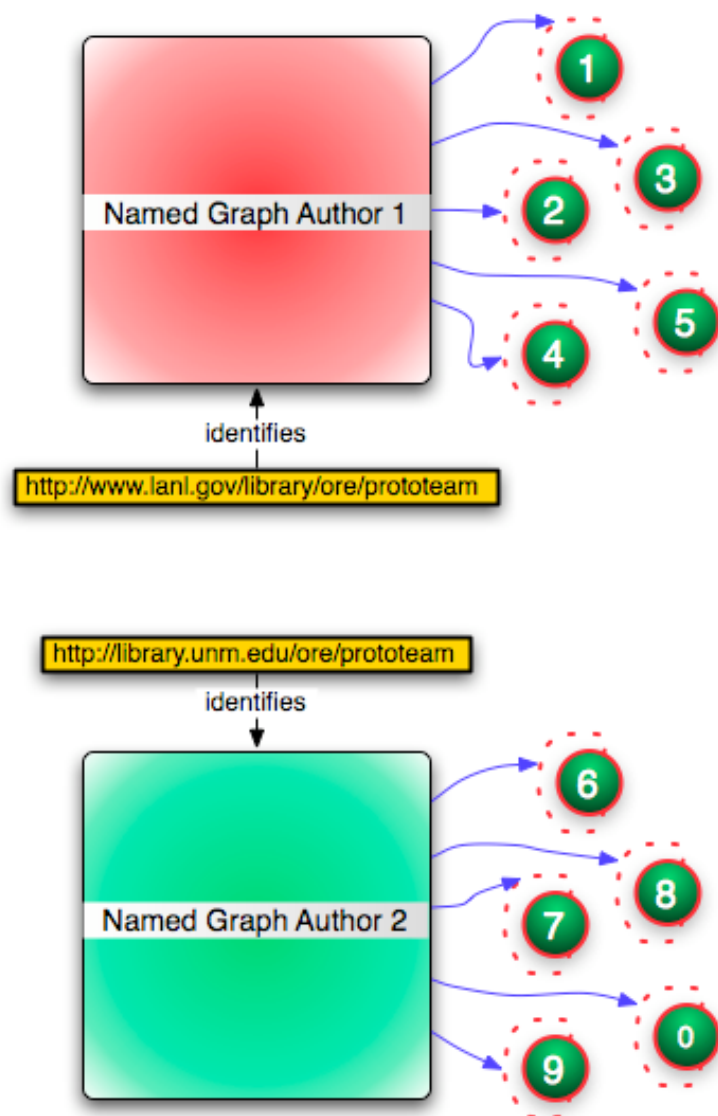 1
3
Named Graph Author 1
2
5
4
identifies
http://www.lanl.gov/library/ore/prototeam
http://library.unm.edu/ore/prototeam
identifies
6
8
Named Graph Author 2
7
0
9